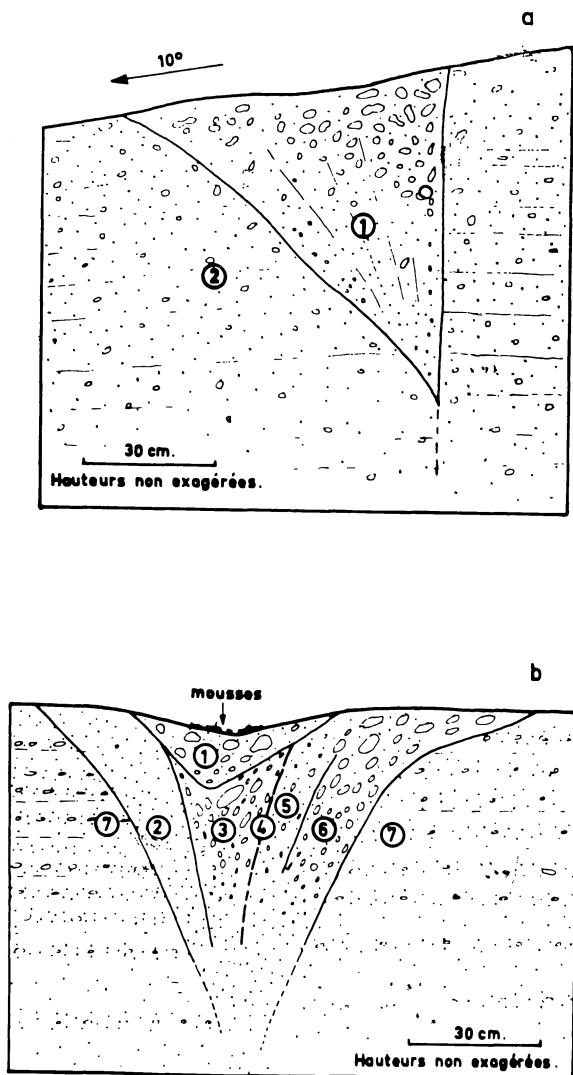 a
10°
①
②
30 cm.
Hauteurs non exagérées.
b
mousses
①
⑦ ② ③ ④ ⑤ ⑥ ⑦
30 cm.
Hauteurs non exagérées.